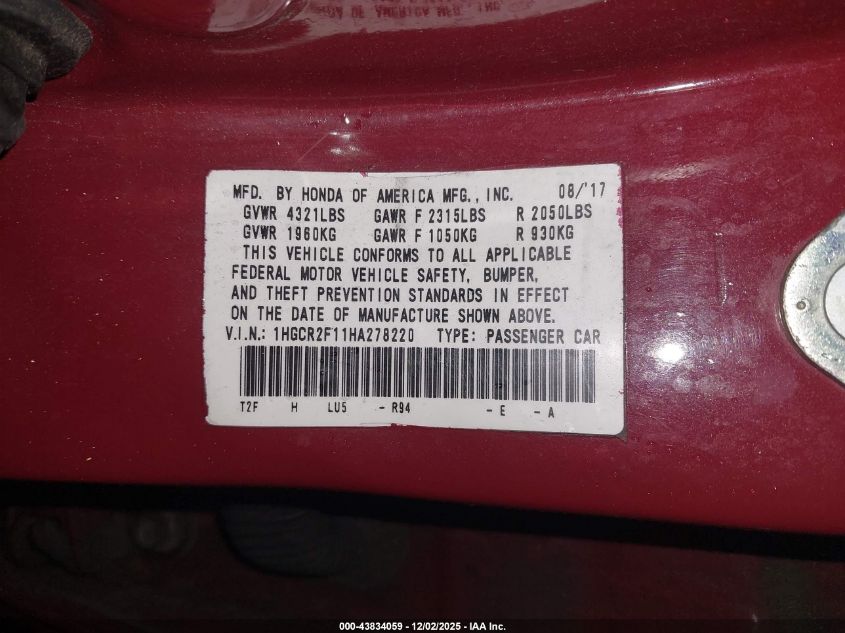 MFD. BY HONDA OF AMERICA MFG., INC. 08/'17
GVWR 4321LBS GAWR F 2315LBS R 2050LBS
GVWR 1960KG GAWR F 1050KG R 930KG
THIS VEHICLE CONFORMS TO ALL APPLICABLE
FEDERAL MOTOR VEHICLE SAFETY, BUMPER,
AND THEFT PREVENTION STANDARDS IN EFFECT
ON THE DATE OF MANUFACTURE SHOWN ABOVE.
V.I.N.: 1HGCR2F11HA278220 TYPE: PASSENGER CAR
T2F H LU5 - R94 - E - A
000-43834059 - 12/02/2025 - IAA Inc.